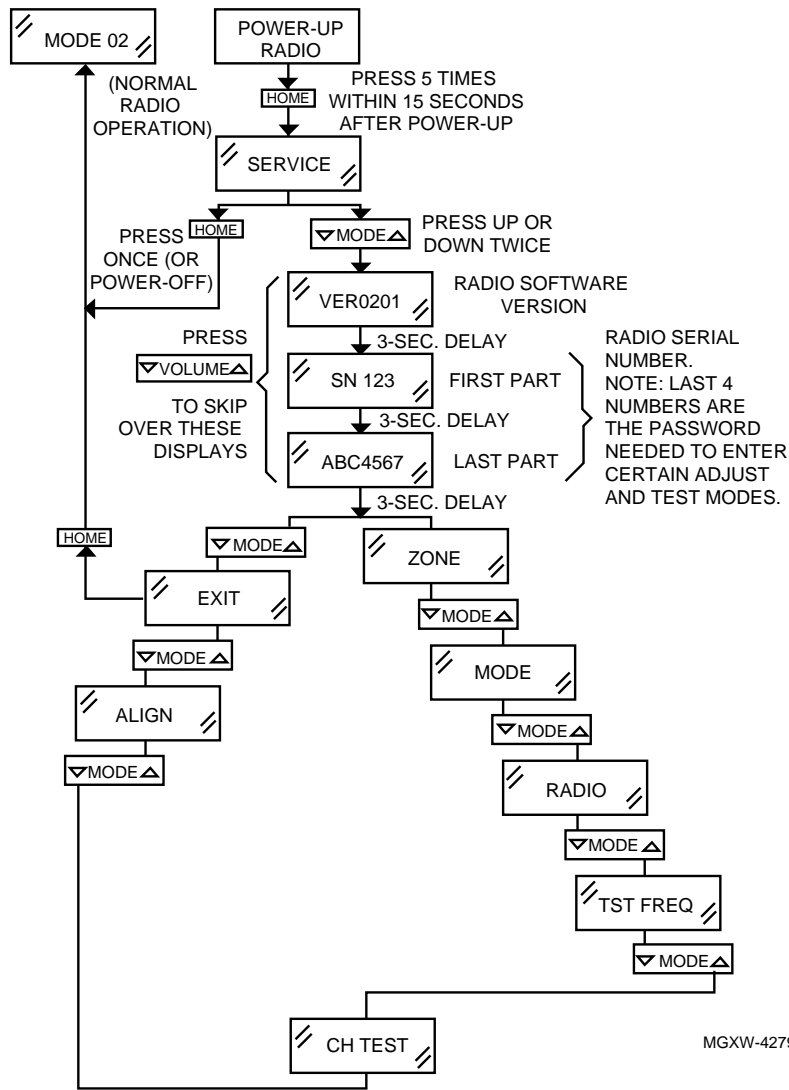 MODE 02
POWER-UP
RADIO
(NORMAL
RADIO
OPERATION)
HOME
PRESS 5 TIMES
WITHIN 15 SECONDS
AFTER POWER-UP
SERVICE
PRESS
ONCE (OR
POWER-OFF)
HOME
▽MODE△
PRESS UP OR
DOWN TWICE
VER0201
RADIO SOFTWARE
VERSION
PRESS
▽VOLUME△
TO SKIP
OVER THESE
DISPLAYS
3-SEC. DELAY
SN 123
FIRST PART
3-SEC. DELAY
ABC4567
LAST PART
3-SEC. DELAY
RADIO SERIAL
NUMBER.
NOTE: LAST 4
NUMBERS ARE
THE PASSWORD
NEEDED TO ENTER
CERTAIN ADJUST
AND TEST MODES.
HOME
▽MODE△
ZONE
EXIT
▽MODE△
▽MODE△
MODE
ALIGN
▽MODE△
▽MODE△
RADIO
▽MODE△
TST FREQ
▽MODE△
CH TEST
MGXW-4279